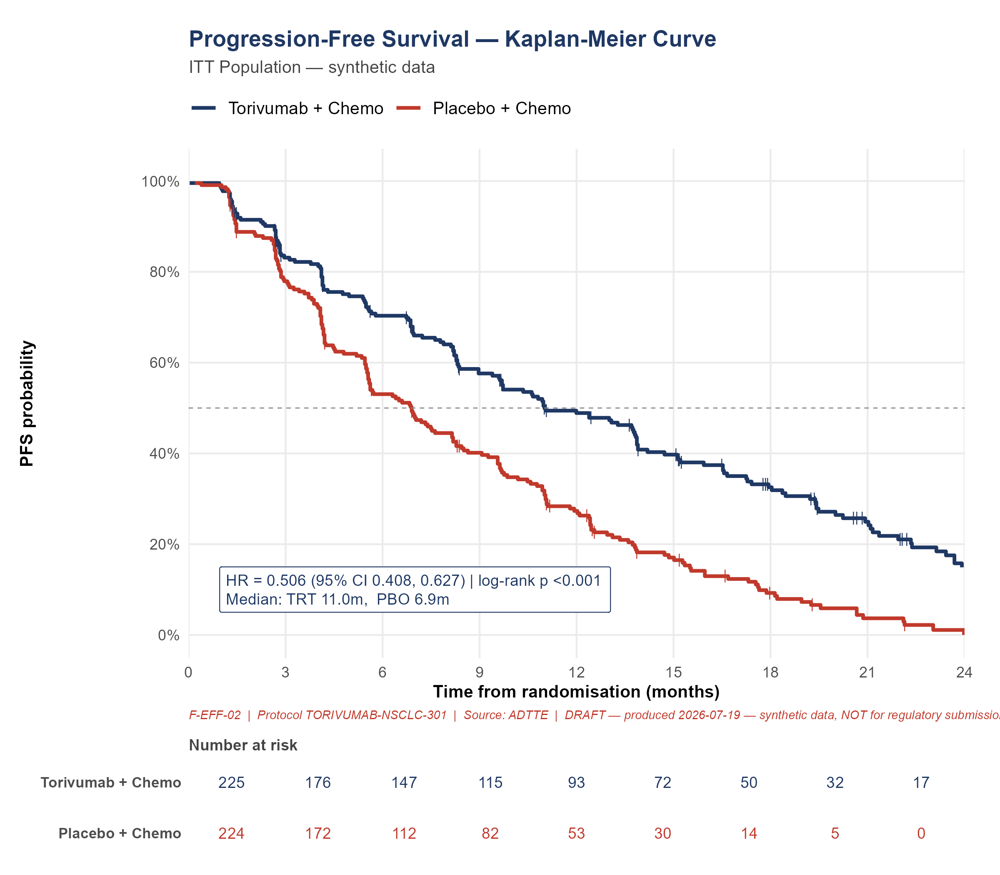 Progression-Free Survival — Kaplan-Meier Curve
ITT Population — synthetic data
Torivumab + Chemo Placebo + Chemo
PFS probability
100%
80%
60%
40%
20%
0%
HR = 0.506 (95% CI 0.408, 0.627) | log-rank p <0.001
Median: TRT 11.0m,  PBO 6.9m
0 3 6 9 12 15 18 21 24
Time from randomisation (months)
F-EFF-02 | Protocol TORIVUMAB-NSCLC-301 | Source: ADTTE | DRAFT — produced 2026-07-19 — synthetic data, NOT for regulatory submissio
Number at risk
Torivumab + Chemo 225 176 147 115 93 72 50 32 17
Placebo + Chemo 224 172 112 82 53 30 14 5 0